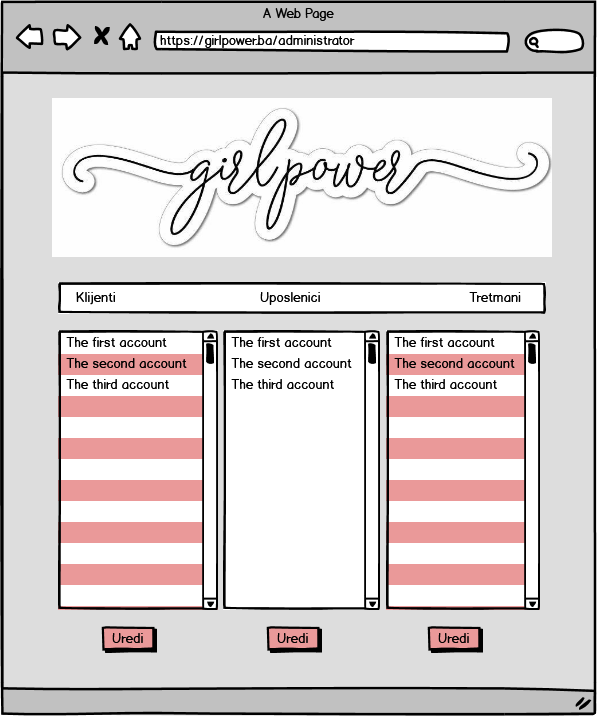 A Web Page
https://girlpower.ba/administrator
girlpower
Klijenti Uposlenici Tretmani
The first account The first account The first account
The second account The second account The second account
The third account The third account The third account
Uredi Uredi Uredi